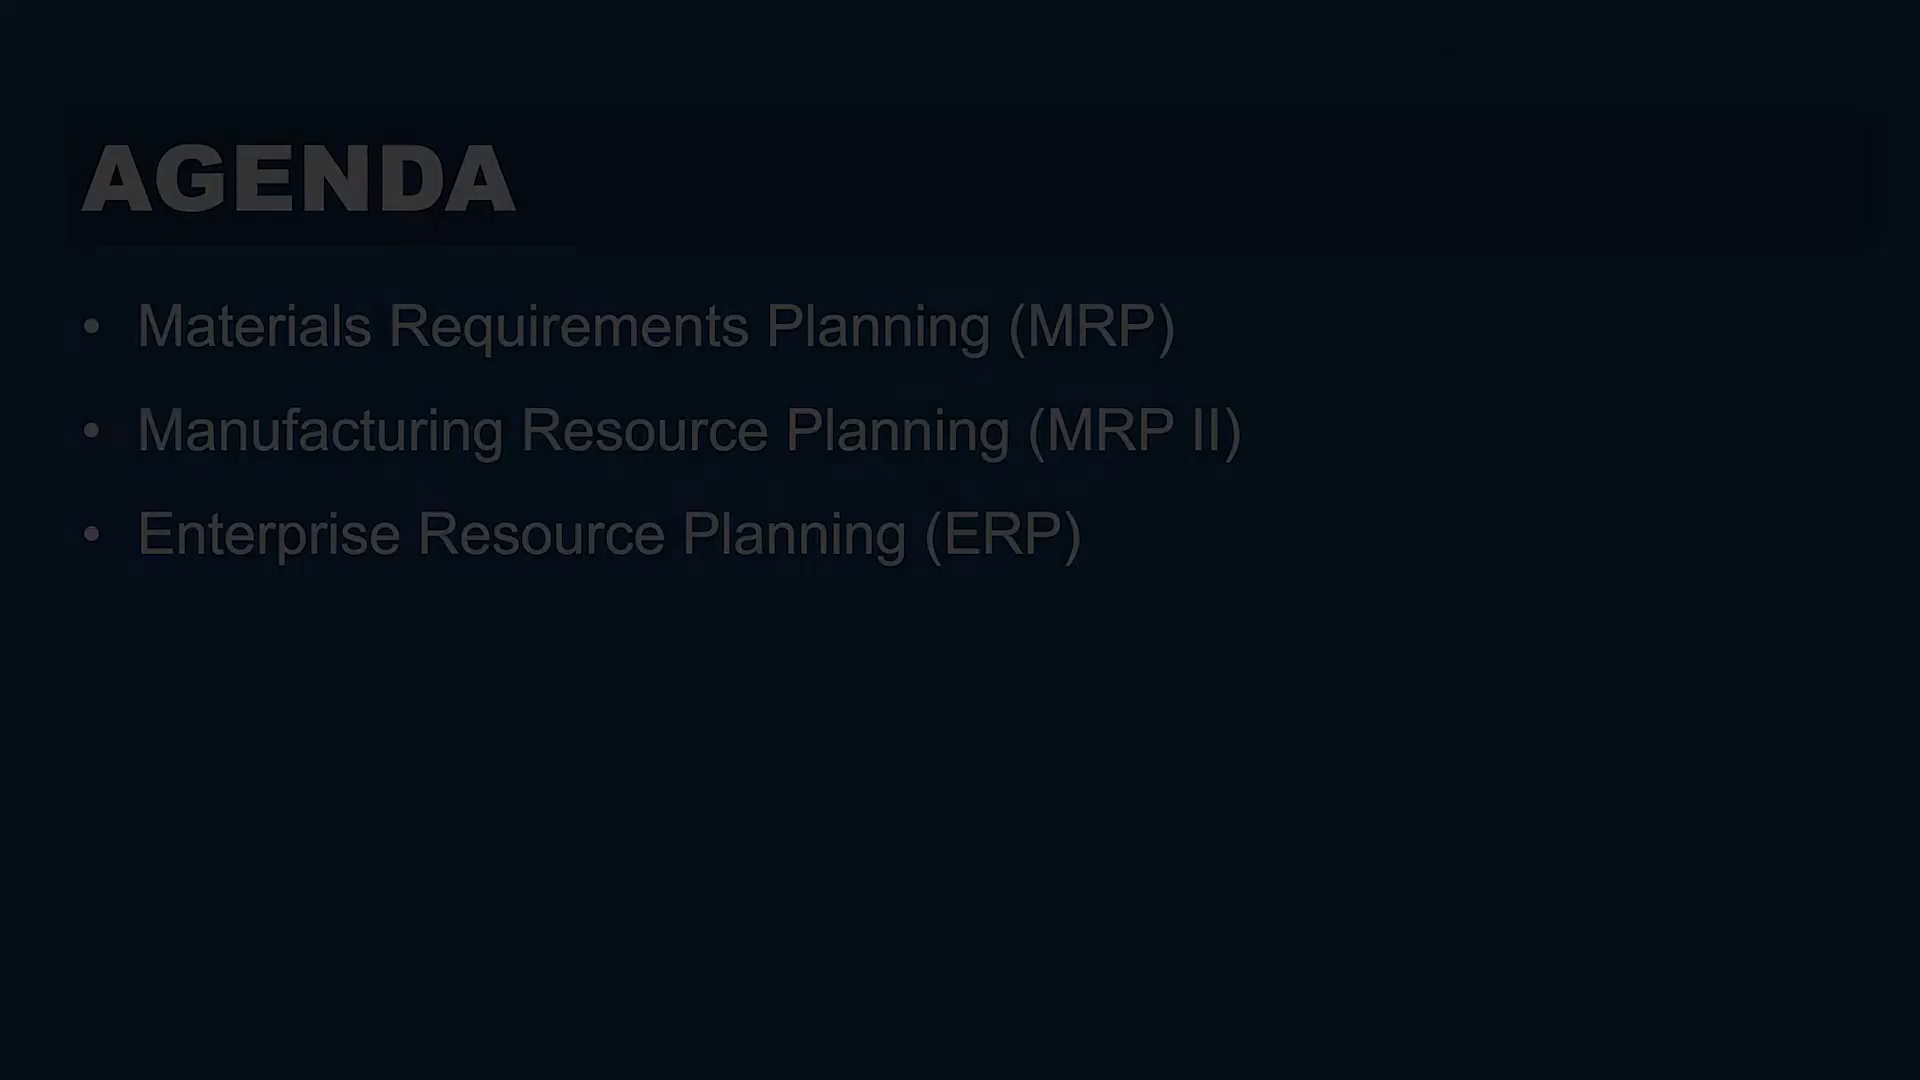 AGENDA
• Materials Requirements Planning (MRP)
• Manufacturing Resource Planning (MRP II)
• Enterprise Resource Planning (ERP)